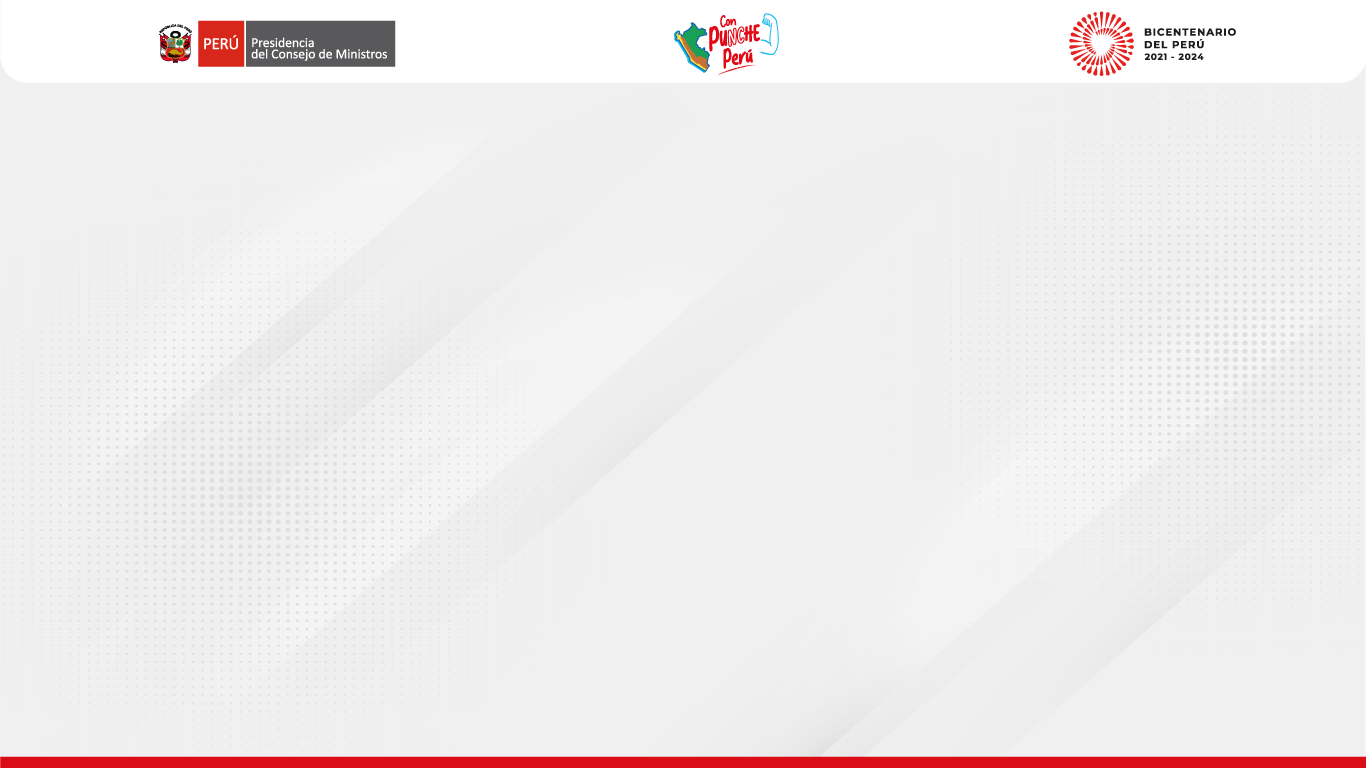 PERÚ
Presidencia
del Consejo de Ministros
Con
PUNCHE
Perú
BICENTENARIO
DEL PERÚ
2021 - 2024